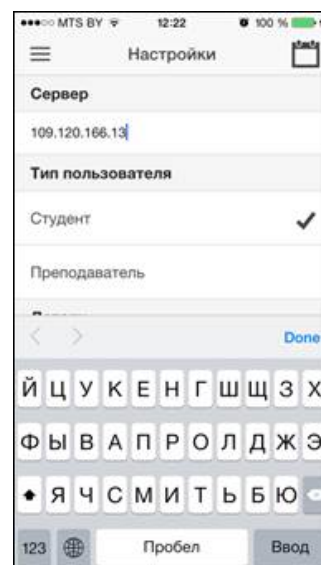 MTS BY 12:22 100 %
Настройки
Сервер
109.120.166.13
Тип пользователя
Студент
Преподаватель
Done
Й Ц У К Е Н Г Ш Щ З Х
Ф Ы В А П Р О Л Д Ж Э
Я Ч С М И Т Ь Б Ю
123 Пробел Ввод